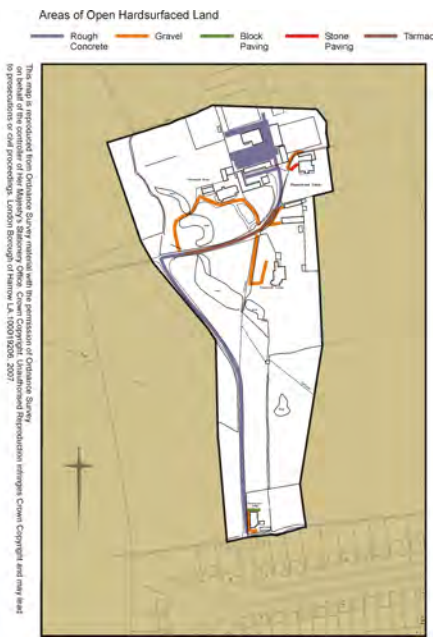 Areas of Open Hardsurfaced Land
Rough Concrete
Gravel
Block Paving
Stone Paving
Tarmac
This map is reproduced from Ordnance Survey material with the permission of Ordnance Survey
on behalf of the controller of Her Majesty's Stationery Office. Crown Copyright. Unauthorised Reproduction infringes Crown Copyright and may lead
to prosecutions or civil proceedings. London Borough of Harrow LA.100019206. 2007.